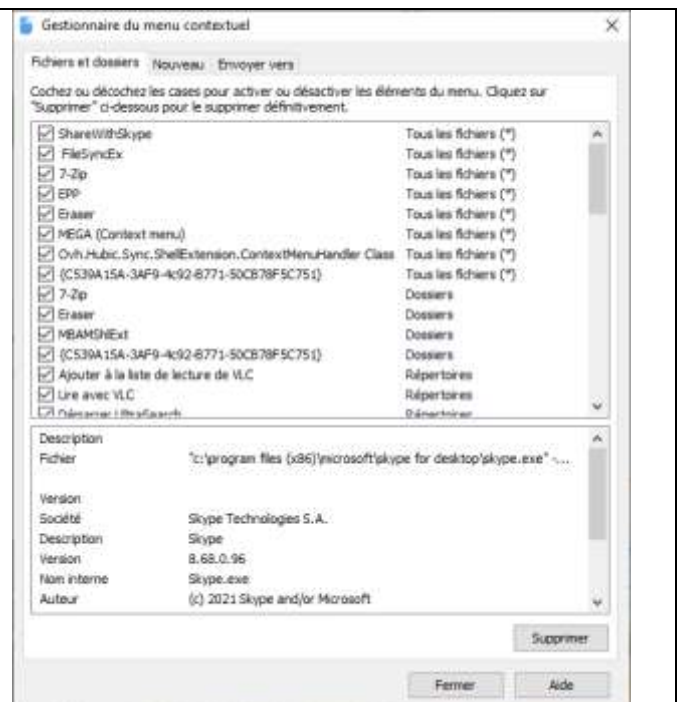 Gestionnaire du menu contextuel
Fichiers et dossiers Nouveau Envoyer vers
Cochez ou décochez les cases pour activer ou désactiver les éléments du menu. Cliquez sur
"Supprimer" ci-dessous pour le supprimer définitivement.
ShareWithSkype Tous les fichiers (*)
FileSyncEx Tous les fichiers (*)
7-Zip Tous les fichiers (*)
EPP Tous les fichiers (*)
Eraser Tous les fichiers (*)
MEGA (Context menu) Tous les fichiers (*)
Ovh.Hubic.Sync.ShellExtension.ContextMenuHandler Class Tous les fichiers (*)
{C539A15A-3AF9-4c92-B771-50CB78F5C751} Tous les fichiers (*)
7-Zip Dossiers
Eraser Dossiers
MBAMShlExt Dossiers
{C539A15A-3AF9-4c92-B771-50CB78F5C751} Dossiers
Ajouter à la liste de lecture de VLC Répertoires
Lire avec VLC Répertoires
Démarrer UltraSearch Répertoires
Description
Fichier "c:\program files (x86)\microsoft\skype for desktop\skype.exe" -...
Version
Société Skype Technologies S.A.
Description Skype
Version 8.68.0.96
Nom interne Skype.exe
Auteur (c) 2021 Skype and/or Microsoft
Supprimer
Fermer Aide